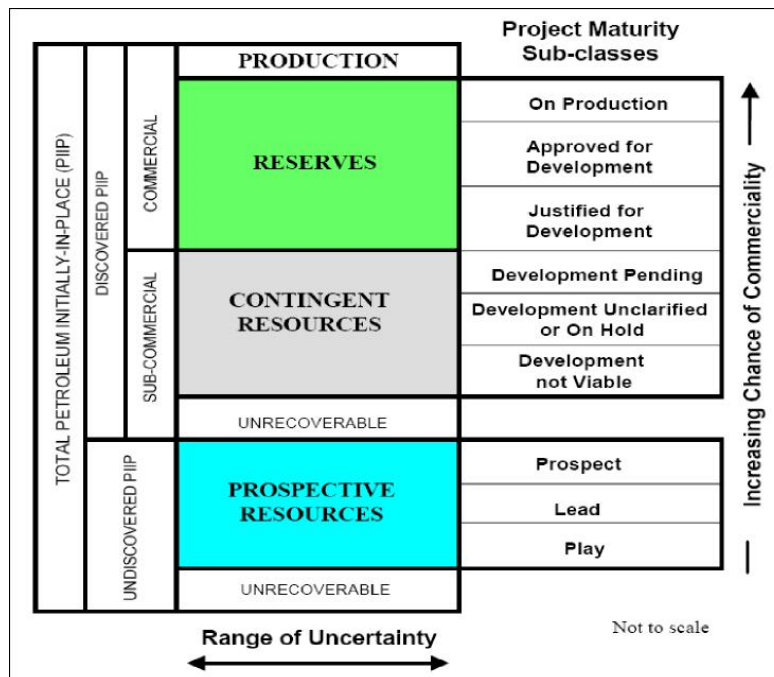 Project Maturity
Sub-classes
PRODUCTION
On Production
RESERVES
Approved for
Development
Justified for
Development
CONTINGENT
RESOURCES
Development Pending
Development Unclarified
or On Hold
Development
not Viable
UNRECOVERABLE
PROSPECTIVE
RESOURCES
Prospect
Lead
Play
UNRECOVERABLE
TOTAL PETROLEUM INITIALLY-IN-PLACE (PIIP)
DISCOVERED PIIP
UNDISCOVERED PIIP
COMMERCIAL
SUB-COMMERCIAL
Increasing Chance of Commerciality
Range of Uncertainty
Not to scale